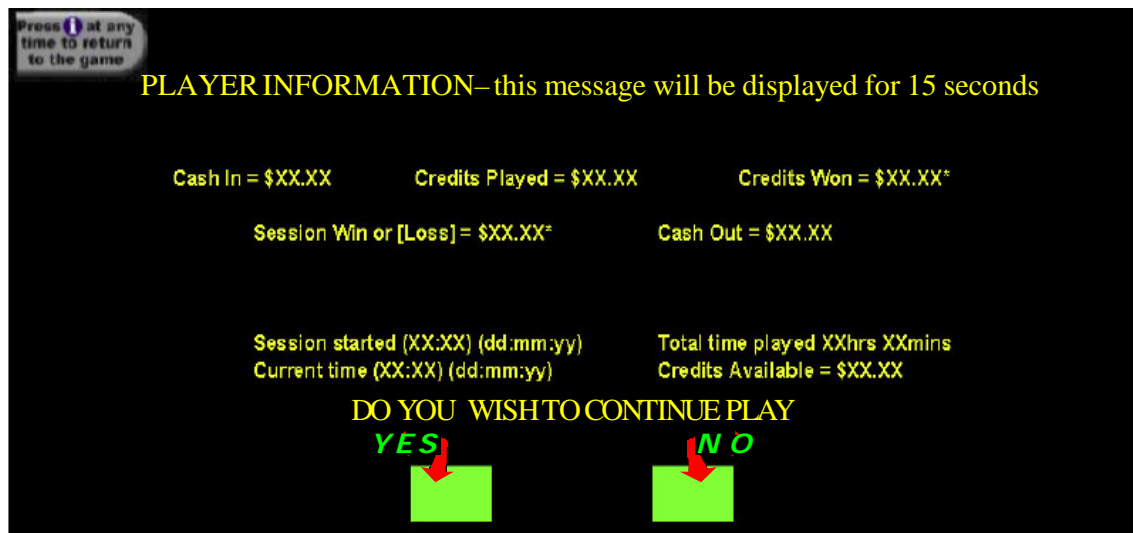 Press i at any
time to return
to the game
PLAYER INFORMATION– this message will be displayed for 15 seconds
Cash In = $XX.XX Credits Played = $XX.XX Credits Won = $XX.XX*
Session Win or [Loss] = $XX.XX* Cash Out = $XX.XX
Session started (XX:XX) (dd:mm:yy) Total time played XXhrs XXmins
Current time (XX:XX) (dd:mm:yy) Credits Available = $XX.XX
DO YOU WISH TO CONTINUE PLAY
YES NO